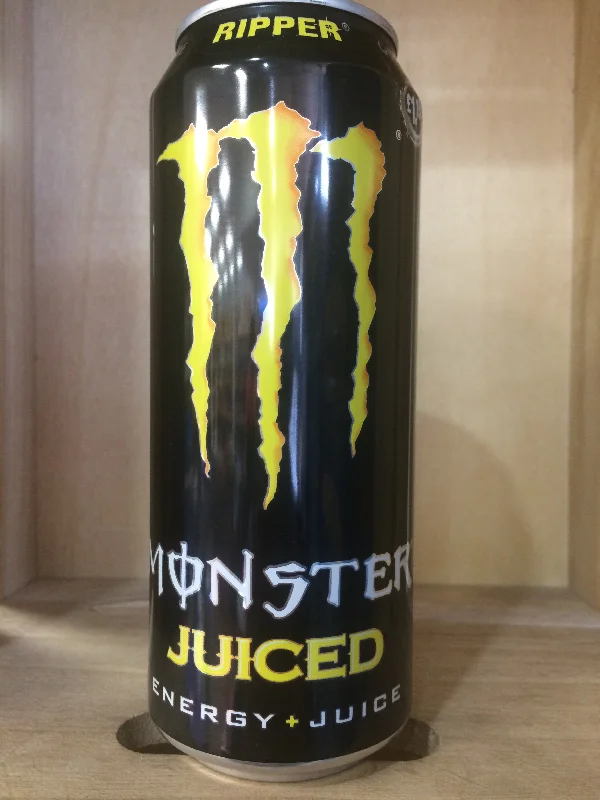 RIPPER®
®
MONSTER
JUICED
ENERGY + JUICE